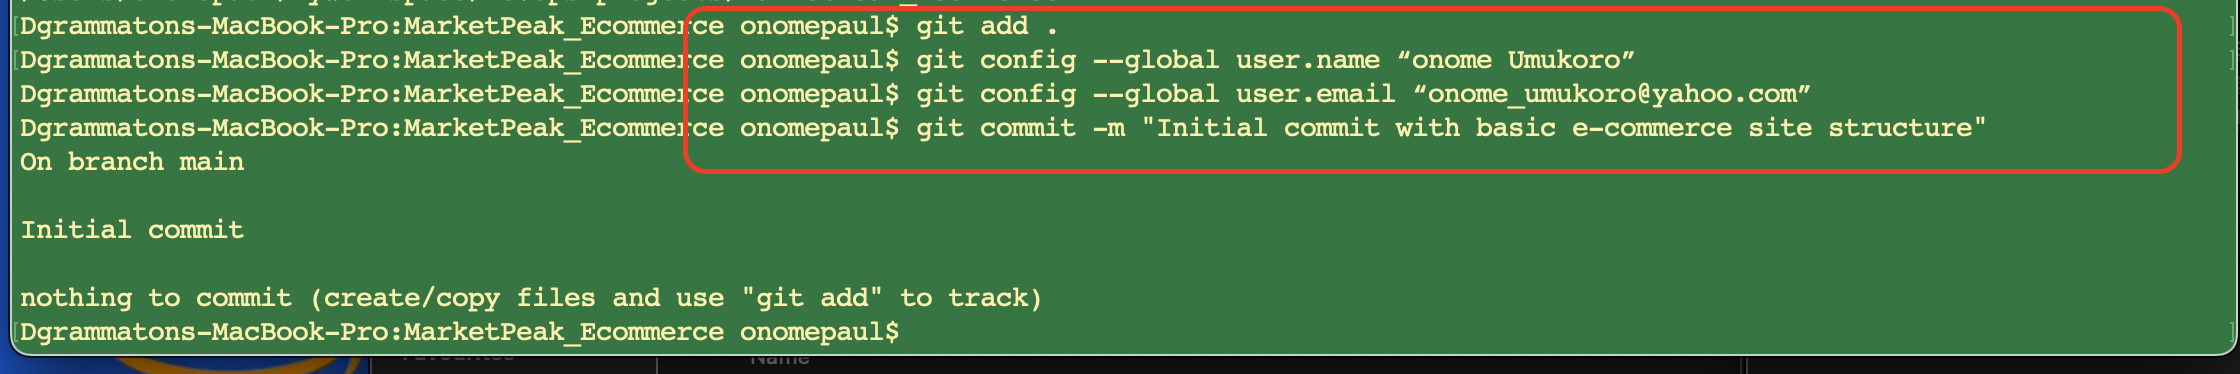 Dgrammatons-MacBook-Pro:MarketPeak_Ecommerce onomepaul$ git add .
Dgrammatons-MacBook-Pro:MarketPeak_Ecommerce onomepaul$ git config --global user.name “onome Umukoro”
Dgrammatons-MacBook-Pro:MarketPeak_Ecommerce onomepaul$ git config --global user.email “onome_umukoro@yahoo.com”
Dgrammatons-MacBook-Pro:MarketPeak_Ecommerce onomepaul$ git commit -m "Initial commit with basic e-commerce site structure"
On branch main
Initial commit
nothing to commit (create/copy files and use "git add" to track)
Dgrammatons-MacBook-Pro:MarketPeak_Ecommerce onomepaul$
Name